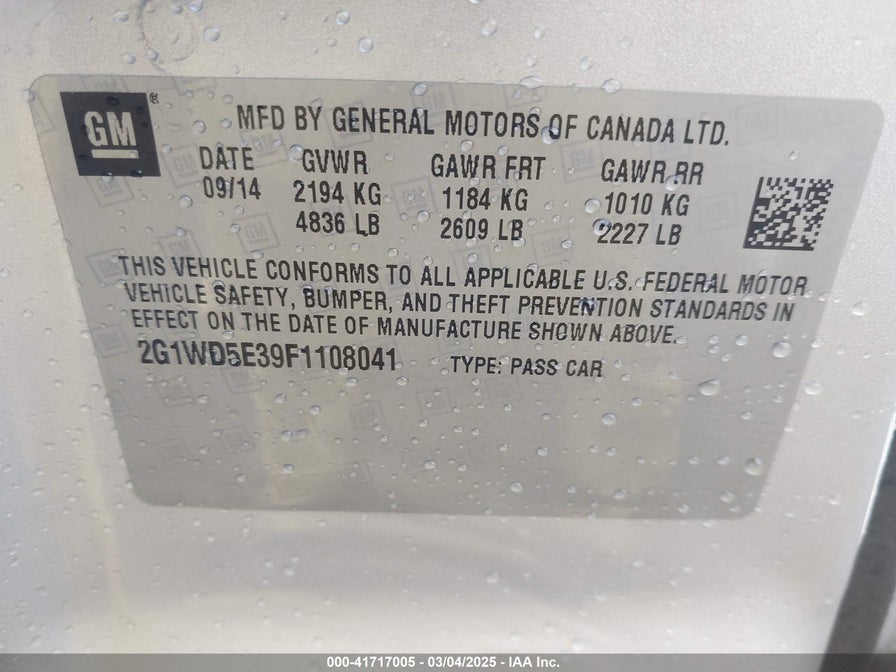 GM®
MFD BY GENERAL MOTORS OF CANADA LTD.
DATE GVWR GAWR FRT GAWR RR
09/14 2194 KG 1184 KG 1010 KG
4836 LB 2609 LB 2227 LB
THIS VEHICLE CONFORMS TO ALL APPLICABLE U.S. FEDERAL MOTOR
VEHICLE SAFETY, BUMPER, AND THEFT PREVENTION STANDARDS IN
EFFECT ON THE DATE OF MANUFACTURE SHOWN ABOVE.
2G1WD5E39F1108041 TYPE: PASS CAR
000-41717005 — 03/04/2025 — IAA Inc.